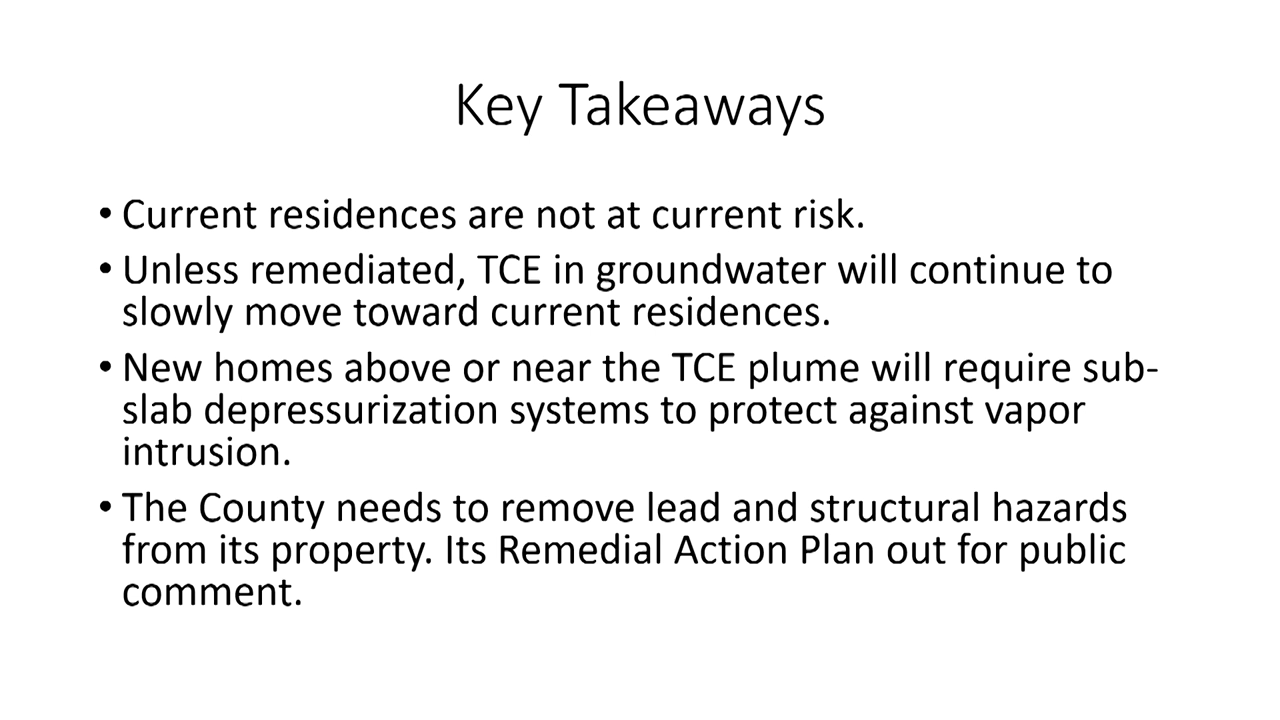 Key Takeaways
• Current residences are not at current risk.
• Unless remediated, TCE in groundwater will continue to
slowly move toward current residences.
• New homes above or near the TCE plume will require sub-
slab depressurization systems to protect against vapor
intrusion.
• The County needs to remove lead and structural hazards
from its property. Its Remedial Action Plan out for public
comment.